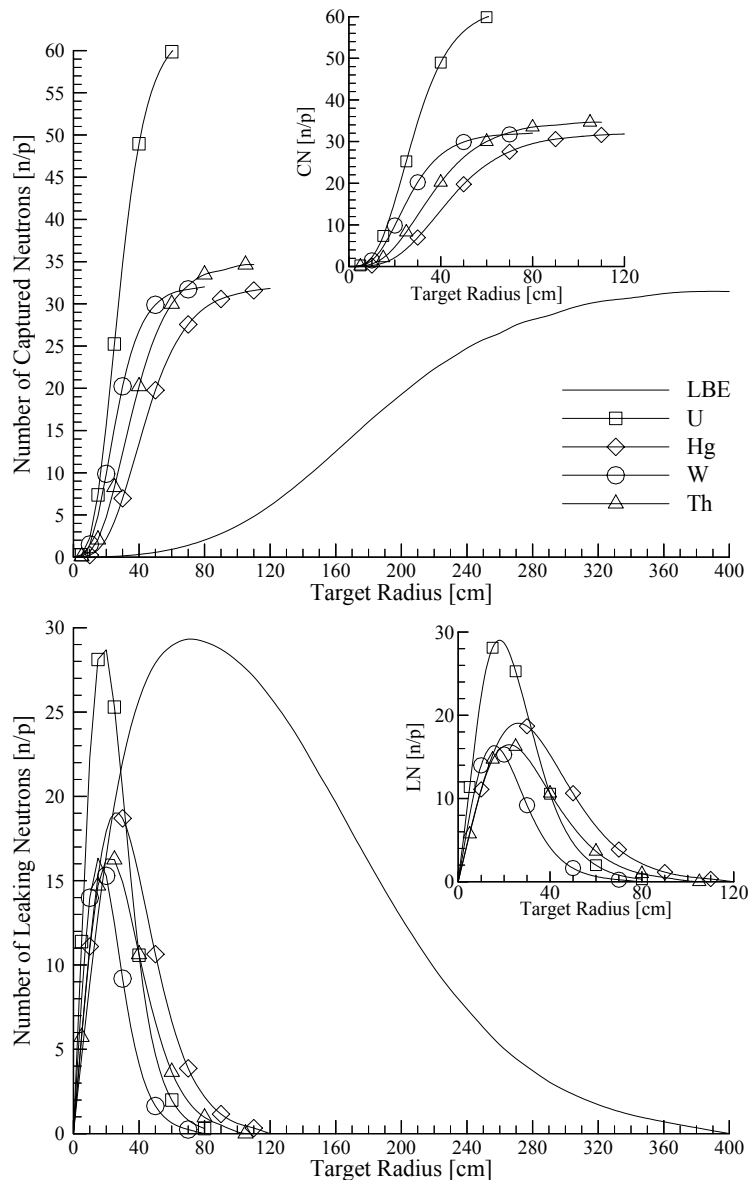 Number of Captured Neutrons [n/p]
60
55
50
45
40
35
30
25
20
15
10
5
0
0 40 80 120 160 200 240 280 320 360 400
Target Radius [cm]
CN [n/p]
60
50
40
30
20
10
0
0 40 80 120
Target Radius [cm]
LBE
U
Hg
W
Th
Number of Leaking Neutrons [n/p]
30
25
20
15
10
5
0
0 40 80 120 160 200 240 280 320 360 400
Target Radius [cm]
LN [n/p]
30
20
10
0
0 40 80 120
Target Radius [cm]